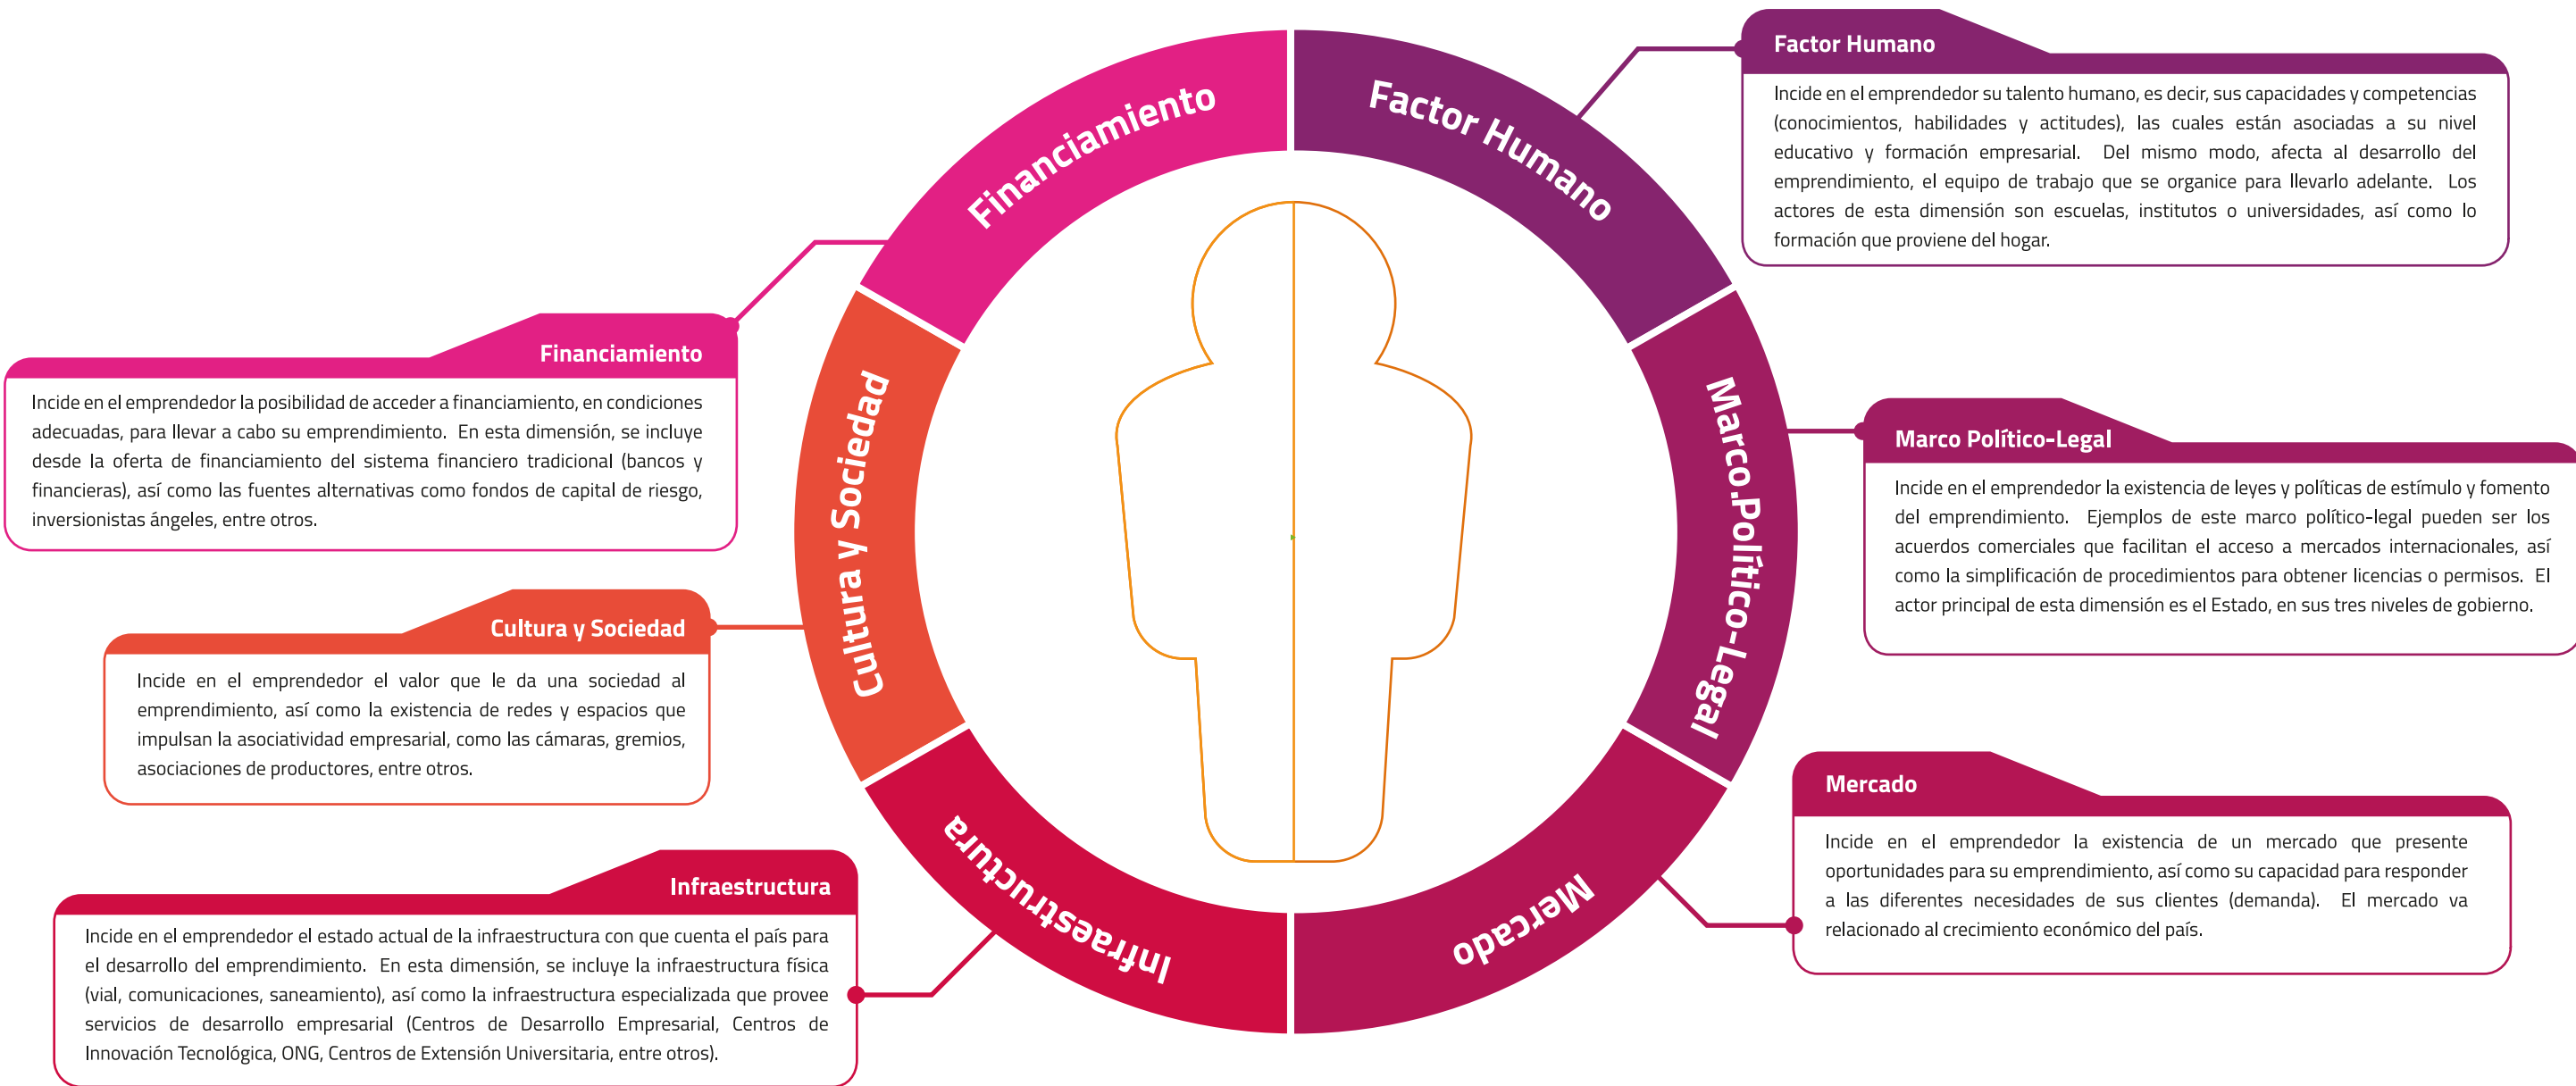 Financiamiento
Factor Humano
Marco.Político-Legal
Mercado
Infraestructura
Cultura y Sociedad
Factor Humano
Incide en el emprendedor su talento humano, es decir, sus capacidades y competencias
(conocimientos, habilidades y actitudes), las cuales están asociadas a su nivel
educativo y formación empresarial. Del mismo modo, afecta al desarrollo del
emprendimiento, el equipo de trabajo que se organice para llevarlo adelante. Los
actores de esta dimensión son escuelas, institutos o universidades, así como lo
formación que proviene del hogar.
Marco Político-Legal
Incide en el emprendedor la existencia de leyes y políticas de estímulo y fomento
del emprendimiento. Ejemplos de este marco político-legal pueden ser los
acuerdos comerciales que facilitan el acceso a mercados internacionales, así
como la simplificación de procedimientos para obtener licencias o permisos. El
actor principal de esta dimensión es el Estado, en sus tres niveles de gobierno.
Mercado
Incide en el emprendedor la existencia de un mercado que presente
oportunidades para su emprendimiento, así como su capacidad para responder
a las diferentes necesidades de sus clientes (demanda). El mercado va
relacionado al crecimiento económico del país.
Financiamiento
Incide en el emprendedor la posibilidad de acceder a financiamiento, en condiciones
adecuadas, para llevar a cabo su emprendimiento. En esta dimensión, se incluye
desde la oferta de financiamiento del sistema financiero tradicional (bancos y
financieras), así como las fuentes alternativas como fondos de capital de riesgo,
inversionistas ángeles, entre otros.
Cultura y Sociedad
Incide en el emprendedor el valor que le da una sociedad al
emprendimiento, así como la existencia de redes y espacios que
impulsan la asociatividad empresarial, como las cámaras, gremios,
asociaciones de productores, entre otros.
Infraestructura
Incide en el emprendedor el estado actual de la infraestructura con que cuenta el país para
el desarrollo del emprendimiento. En esta dimensión, se incluye la infraestructura física
(vial, comunicaciones, saneamiento), así como la infraestructura especializada que provee
servicios de desarrollo empresarial (Centros de Desarrollo Empresarial, Centros de
Innovación Tecnológica, ONG, Centros de Extensión Universitaria, entre otros).